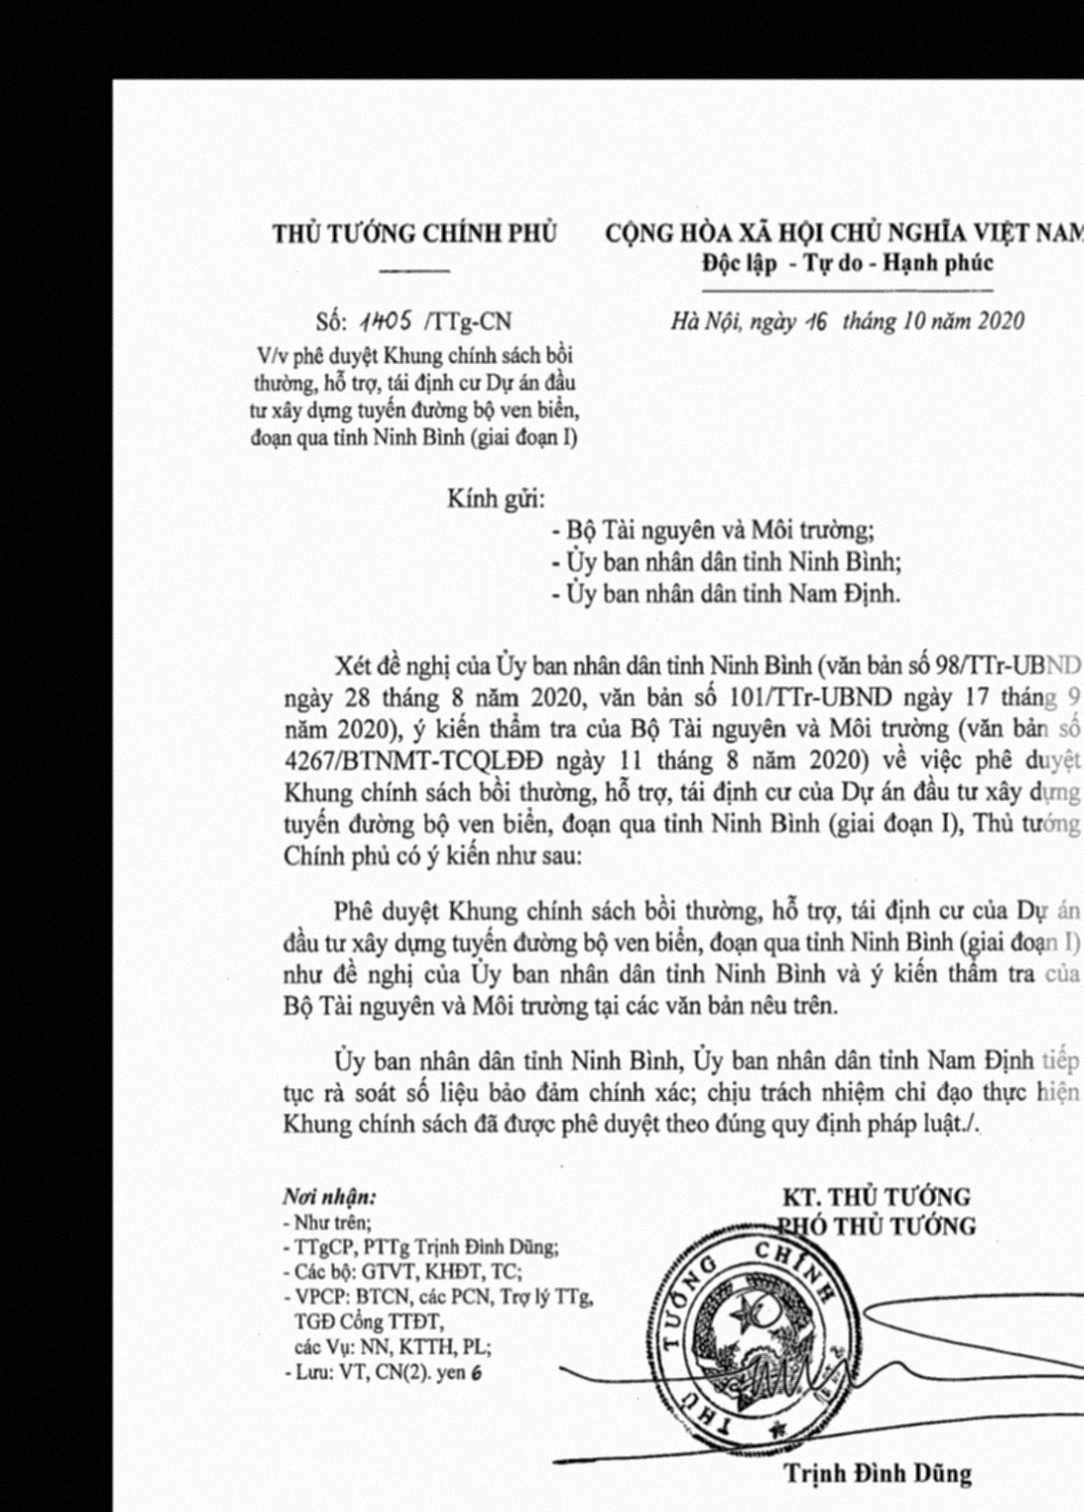 THỦ TƯỚNG CHÍNH PHỦ
CỘNG HÒA XÃ HỘI CHỦ NGHĨA VIỆT NAM
Độc lập - Tự do - Hạnh phúc
Số: 1405 /TTg-CN
Hà Nội, ngày 16 tháng 10 năm 2020
V/v phê duyệt Khung chính sách bồi
thường, hỗ trợ, tái định cư Dự án đầu
tư xây dựng tuyến đường bộ ven biển,
đoạn qua tỉnh Ninh Bình (giai đoạn I)
Kính gửi:
- Bộ Tài nguyên và Môi trường;
- Ủy ban nhân dân tỉnh Ninh Bình;
- Ủy ban nhân dân tỉnh Nam Định.
Xét đề nghị của Ủy ban nhân dân tỉnh Ninh Bình (văn bản số 98/TTr-UBND
ngày 28 tháng 8 năm 2020, văn bản số 101/TTr-UBND ngày 17 tháng 9
năm 2020), ý kiến thẩm tra của Bộ Tài nguyên và Môi trường (văn bản số
4267/BTNMT-TCQLĐĐ ngày 11 tháng 8 năm 2020) về việc phê duyệt
Khung chính sách bồi thường, hỗ trợ, tái định cư của Dự án đầu tư xây dựng
tuyến đường bộ ven biển, đoạn qua tỉnh Ninh Bình (giai đoạn I), Thủ tướng
Chính phủ có ý kiến như sau:
Phê duyệt Khung chính sách bồi thường, hỗ trợ, tái định cư của Dự án
đầu tư xây dựng tuyến đường bộ ven biển, đoạn qua tỉnh Ninh Bình (giai đoạn I)
như đề nghị của Ủy ban nhân dân tỉnh Ninh Bình và ý kiến thẩm tra của
Bộ Tài nguyên và Môi trường tại các văn bản nêu trên.
Ủy ban nhân dân tỉnh Ninh Bình, Ủy ban nhân dân tỉnh Nam Định tiếp
tục rà soát số liệu bảo đảm chính xác; chịu trách nhiệm chỉ đạo thực hiện
Khung chính sách đã được phê duyệt theo đúng quy định pháp luật./.
Nơi nhận:
- Như trên;
- TTgCP, PTTg Trịnh Đình Dũng;
- Các bộ: GTVT, KHĐT, TC;
- VPCP: BTCN, các PCN, Trợ lý TTg,
TGĐ Cổng TTĐT,
các Vụ: NN, KTTH, PL;
- Lưu: VT, CN(2). yen 6
KT. THỦ TƯỚNG
PHÓ THỦ TƯỚNG
THỦ TƯỚNG CHÍNH PHỦ
Trịnh Đình Dũng